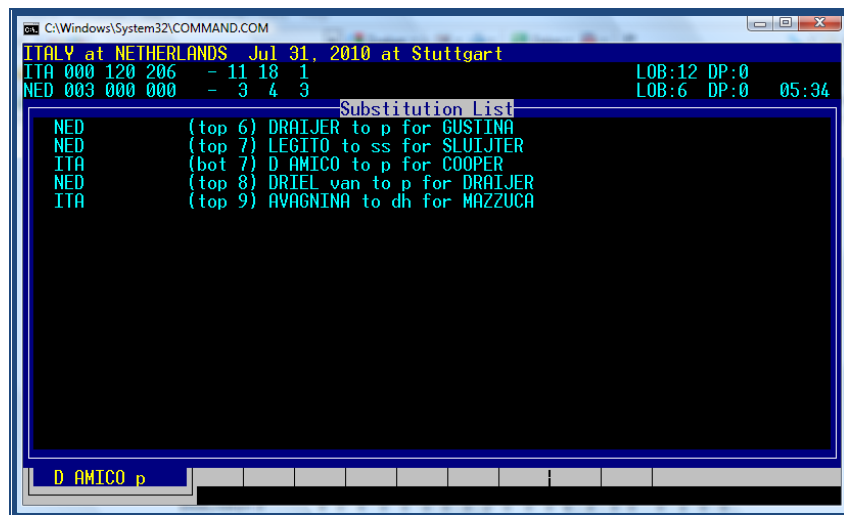 C:\Windows\System32\COMMAND.COM
ITALY at NETHERLANDS Jul 31, 2010 at Stuttgart
ITA 000 120 206 - 11 18 1 LOB:12 DP:0
NED 003 000 000 - 3 4 3 LOB:6 DP:0 05:34
Substitution List
NED (top 6) DRAIJER to p for GUSTINA
NED (top 7) LEGITO to ss for SLUIJTER
ITA (bot 7) D AMICO to p for COOPER
NED (top 8) DRIEL van to p for DRAIJER
ITA (top 9) AVAGNINA to dh for MAZZUCA
D AMICO p